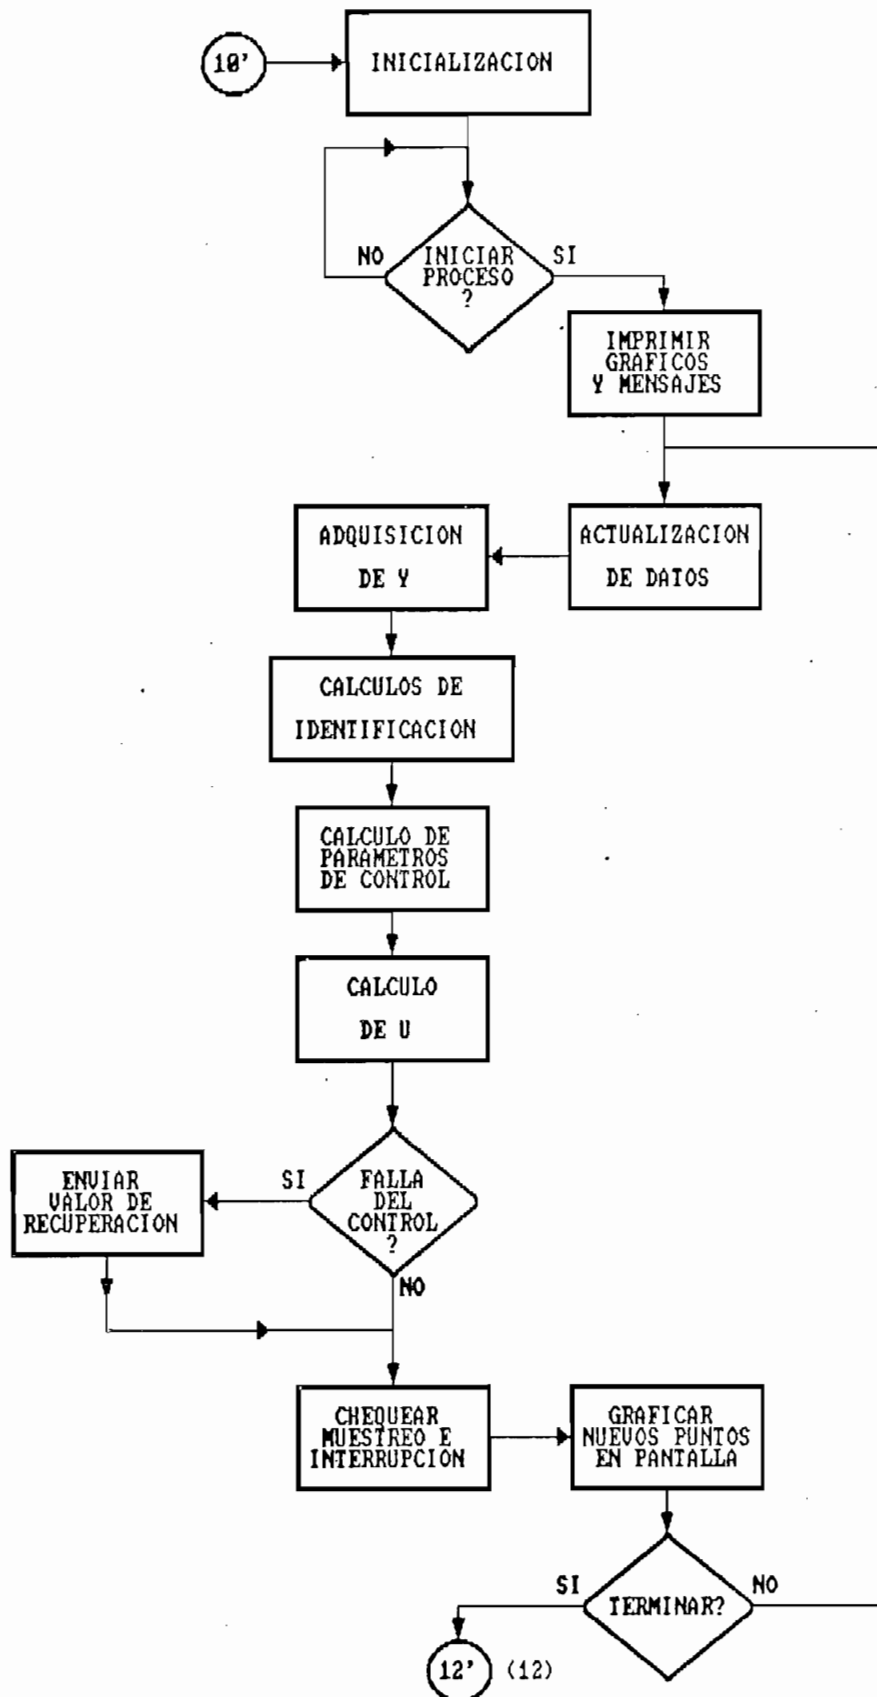 10'
INICIALIZACION
NO
INICIAR
PROCESO
?
SI
IMPRIMIR
GRAFICOS
Y MENSAJES
ADQUISICION
DE Y
ACTUALIZACION
DE DATOS
CALCULOS DE
IDENTIFICACION
CALCULO DE
PARAMETROS
DE CONTROL
CALCULO
DE U
ENVIAR
VALOR DE
RECUPERACION
SI
FALLA
DEL
CONTROL
?
NO
CHEQUEAR
MUESTREO E
INTERRUPCION
GRAFICAR
NUEVOS PUNTOS
EN PANTALLA
SI
TERMINAR?
NO
12' (12)